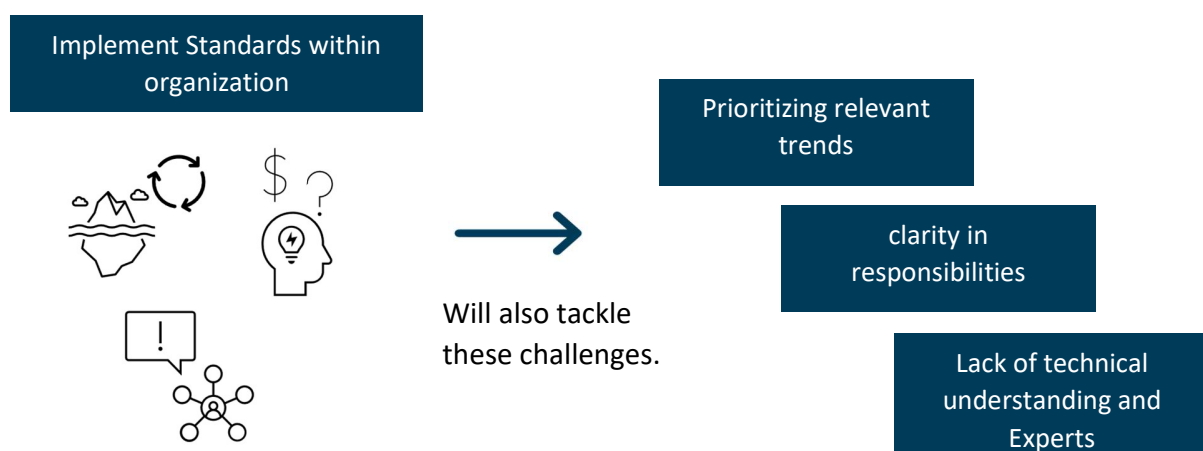 Implement Standards within
organization
$ ?
!
Will also tackle
these challenges.
Prioritizing relevant
trends
clarity in
responsibilities
Lack of technical
understanding and
Experts